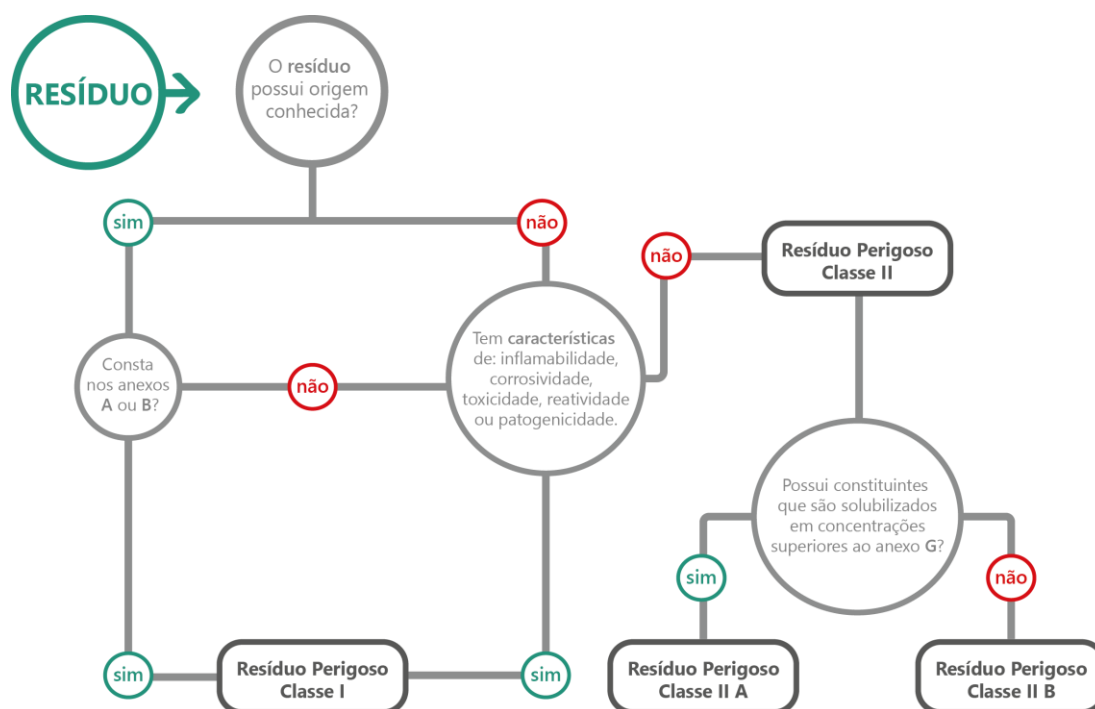 RESÍDUO
O resíduo
possui origem
conhecida?
sim
não
não
Resíduo Perigoso
Classe II
Consta
nos anexos
A ou B?
não
Tem características
de: inflamabilidade,
corrosividade,
toxicidade, reatividade
ou patogenicidade.
Possui constituintes
que são solubilizados
em concentrações
superiores ao anexo G?
sim
não
sim
Resíduo Perigoso
Classe I
sim
Resíduo Perigoso
Classe II A
Resíduo Perigoso
Classe II B